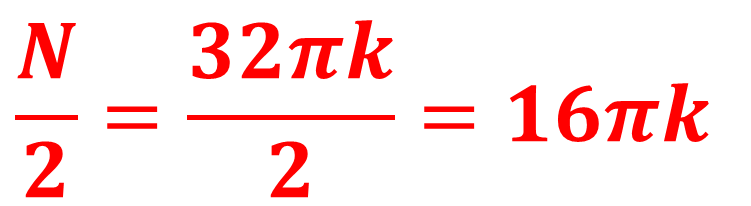 N/2 = 32πk/2 = 16πk